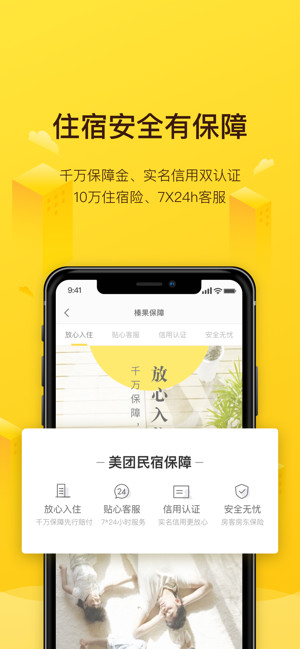 住宿安全有保障
千万保障金、实名信用双认证
10万住宿险、7X24h客服
9:41
榛果保障
放心入住 贴心客服 信用认证 安全无忧
放心入
千万保障，
美团民宿保障
24
放心入住 贴心客服 信用认证 安全无忧
千万保障先行赔付 7*24小时服务 实名信用更放心 房客房东保险